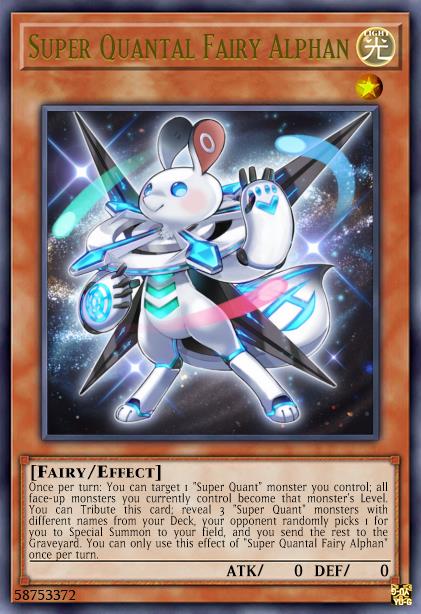 Super Quantal Fairy Alphan
LIGHT
光
[Fairy/Effect]
Once per turn: You can target 1 "Super Quant" monster you control; all
face-up monsters you currently control become that monster's Level.
You can Tribute this card; reveal 3 "Super Quant" monsters with
different names from your Deck, your opponent randomly picks 1 for
you to Special Summon to your field, and you send the rest to the
Graveyard. You can only use this effect of "Super Quantal Fairy Alphan"
once per turn.
ATK/ 0 DEF/ 0
58753372